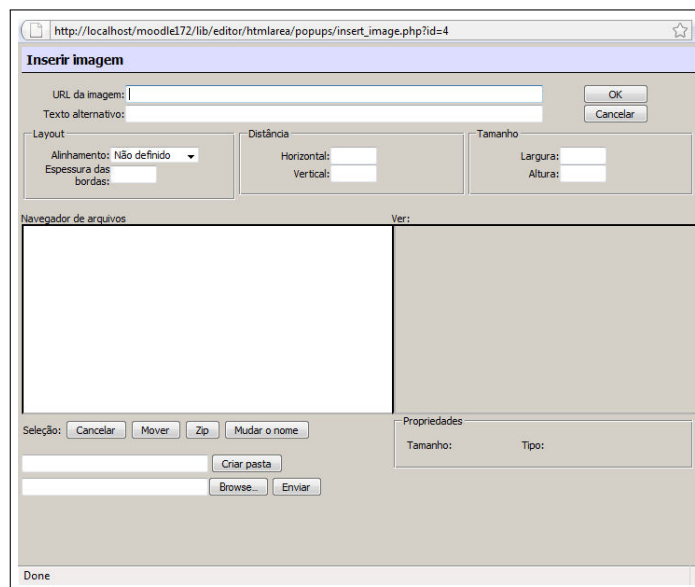 http://localhost/moodle172/lib/editor/htmlarea/popups/insert_image.php?id=4
Inserir imagem
URL da imagem:
OK
Texto alternativo:
Cancelar
Layout
Distância
Tamanho
Alinhamento: Não definido
Horizontal:
Largura:
Espessura das
bordas:
Vertical:
Altura:
Navegador de arquivos
Ver:
Seleção: Cancelar Mover Zip Mudar o nome
Propriedades
Tamanho: Tipo:
Criar pasta
Browse... Enviar
Done